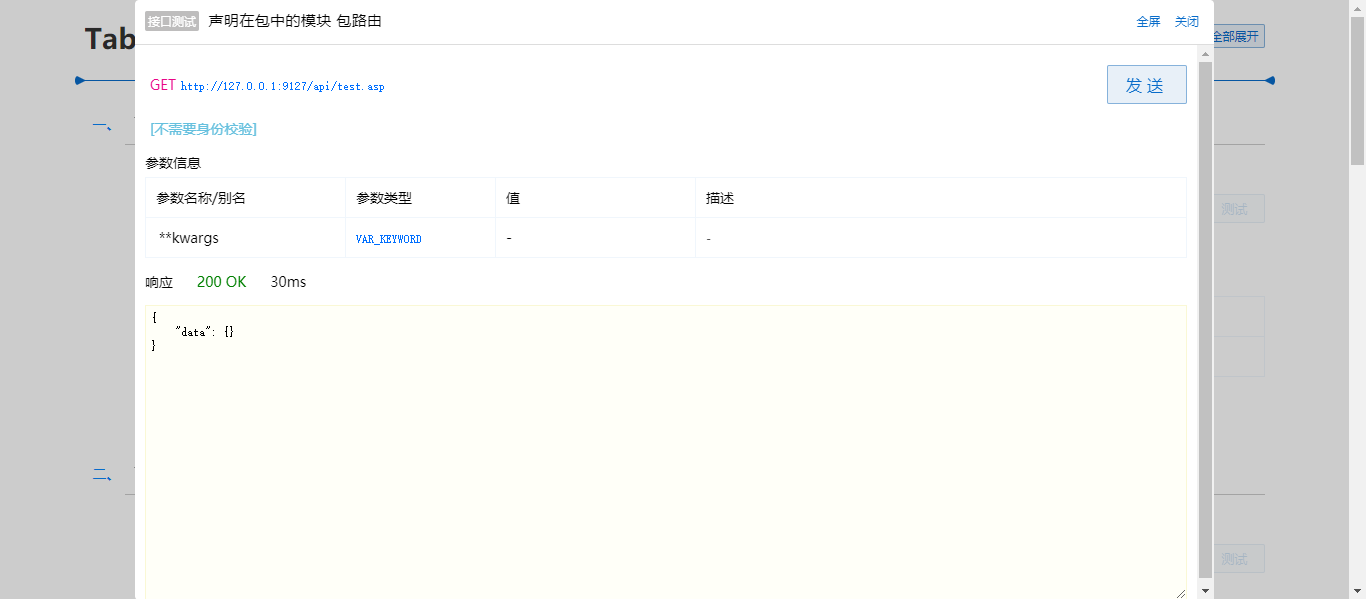 Tab
接口测试 声明在包中的模块 包路由 全屏 关闭
全部展开
GET http://127.0.0.1:9127/api/test.asp 发 送
一、
[不需要身份校验]
参数信息
参数名称/别名 参数类型 值 描述
测试
**kwargs VAR_KEYWORD - -
响应 200 OK 30ms
{
"data": {}
}
二、
测试